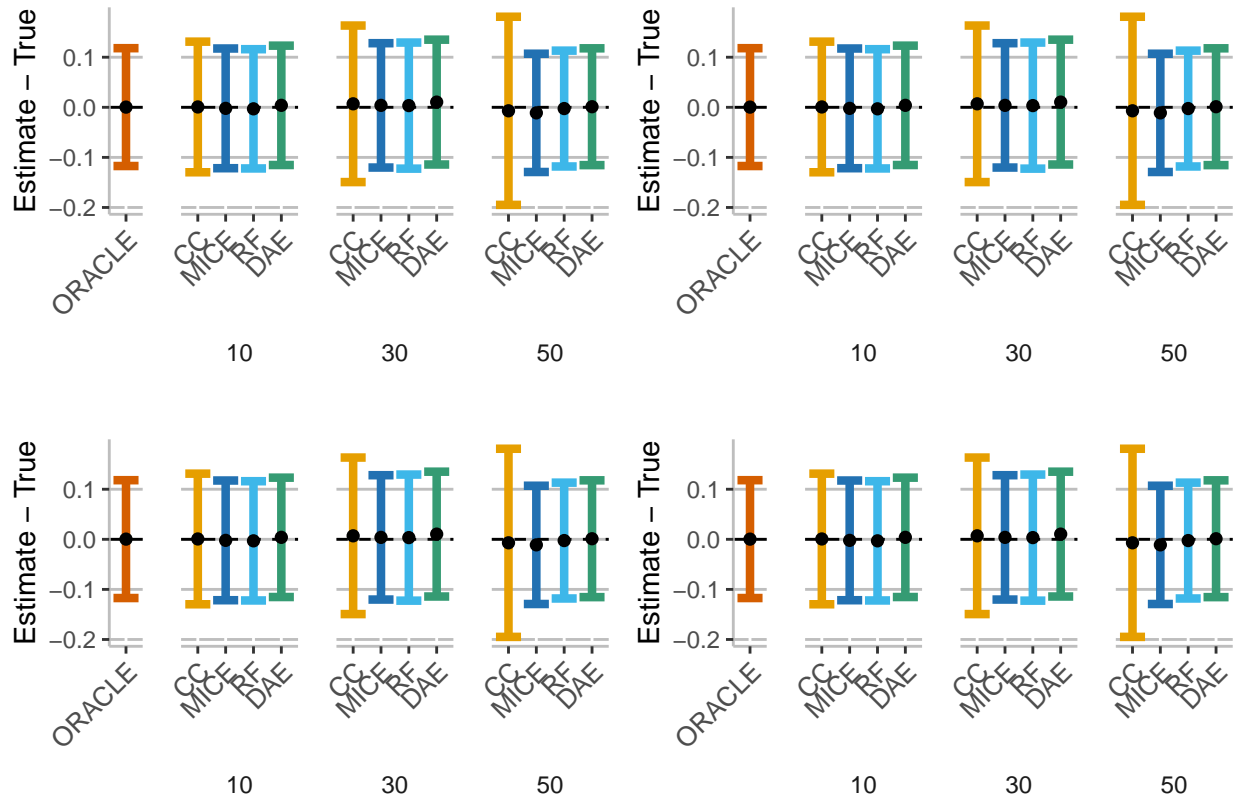 Estimate – True
0.1
0.0
−0.1
−0.2
ORACLE
CC
MICE
RF
DAE
CC
MICE
RF
DAE
CC
MICE
RF
DAE
10
30
50
Estimate – True
0.1
0.0
−0.1
−0.2
ORACLE
CC
MICE
RF
DAE
CC
MICE
RF
DAE
CC
MICE
RF
DAE
10
30
50
Estimate – True
0.1
0.0
−0.1
−0.2
ORACLE
CC
MICE
RF
DAE
CC
MICE
RF
DAE
CC
MICE
RF
DAE
10
30
50
Estimate – True
0.1
0.0
−0.1
−0.2
ORACLE
CC
MICE
RF
DAE
CC
MICE
RF
DAE
CC
MICE
RF
DAE
10
30
50